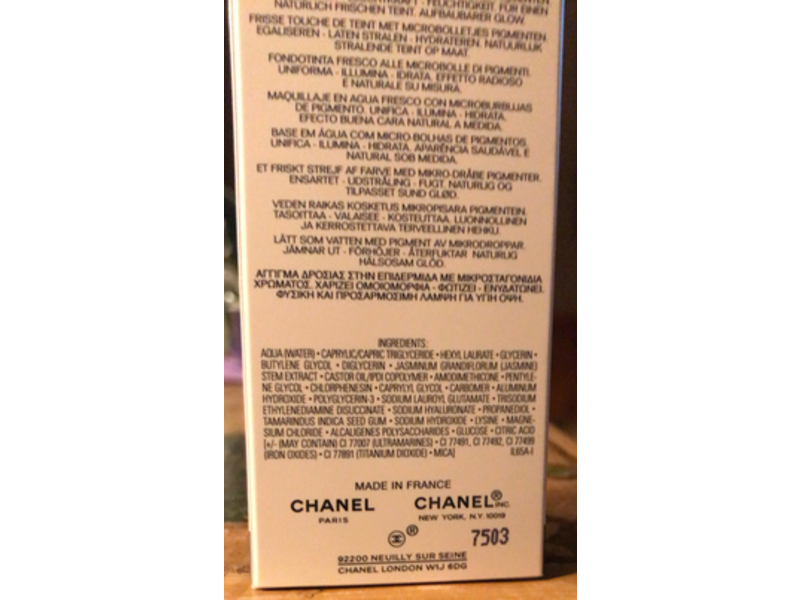 NATÜRLICH FRISCHEN TEINT. AUFBAUBARER GLOW.
FRISSE TOUCHE DE TEINT MET MICROBOLLETJES PIGMENTEN.
EGALISEREN - LATEN STRALEN - HYDRATEREN. NATUURLIJK
STRALENDE TEINT OP MAAT.
FONDOTINTA FRESCO ALLE MICROBOLLE DI PIGMENTI.
UNIFORMA - ILLUMINA - IDRATA. EFFETTO RADIOSO
E NATURALE SU MISURA.
MAQUILLAJE EN AGUA FRESCO CON MICROBURBUJAS
DE PIGMENTO. UNIFICA - ILUMINA - HIDRATA.
EFECTO BUENA CARA NATURAL A MEDIDA.
BASE EM ÁGUA COM MICRO-BOLHAS DE PIGMENTOS.
UNIFICA - ILUMINA - HIDRATA. APARÊNCIA SAUDÁVEL E
NATURAL SOB MEDIDA.
ET FRISKT STREJF AF FARVE MED MIKRO-DRÅBE PIGMENTER.
ENSARTET - UDSTRÅLING - FUGT. NATURLIG OG
TILPASSET SUND GLØD.
VEDEN RAIKAS KOSKETUS MIKROPISARA PIGMENTEIN.
TASOITTAA - VALAISEE - KOSTEUTTAA. LUONNOLLINEN
JA KERROSTETTAVA TERVEELLINEN HEHKU.
LÄTT SOM VATTEN MED PIGMENT AV MIKRODROPPAR.
JÄMNAR UT - FÖRHÖJER - ÅTERFUKTAR. NATURLIG
HÄLSOSAM GLÖD.
ΑΓΓΙΓΜΑ ΔΡΟΣΙΑΣ ΣΤΗΝ ΕΠΙΔΕΡΜΙΔΑ ΜΕ ΜΙΚΡΟΣΤΑΓΟΝΙΔΙΑ
ΧΡΩΜΑΤΟΣ. ΧΑΡΙΖΕΙ ΟΜΟΙΟΜΟΡΦΙΑ - ΦΩΤΙΖΕΙ - ΕΝΥΔΑΤΩΝΕΙ.
ΦΥΣΙΚΗ ΚΑΙ ΠΡΟΣΑΡΜΟΣΙΜΗ ΛΑΜΨΗ ΓΙΑ ΥΓΙΗ ΟΨΗ.
INGREDIENTS:
AQUA (WATER) • CAPRYLIC/CAPRIC TRIGLYCERIDE • HEXYL LAURATE • GLYCERIN •
BUTYLENE GLYCOL • DIGLYCERIN • JASMINUM GRANDIFLORUM (JASMINE)
STEM EXTRACT • CASTOR OIL/IPDI COPOLYMER • AMODIMETHICONE • PENTYLE-
NE GLYCOL • CHLORPHENESIN • CAPRYLYL GLYCOL • CARBOMER • ALUMINUM
HYDROXIDE • POLYGLYCERIN-3 • SODIUM LAUROYL GLUTAMATE • TRISODIUM
ETHYLENEDIAMINE DISUCCINATE • SODIUM HYALURONATE • PROPANEDIOL •
TAMARINDUS INDICA SEED GUM • SODIUM HYDROXIDE • LYSINE • MAGNE-
SIUM CHLORIDE • ALCALIGENES POLYSACCHARIDES • GLUCOSE • CITRIC ACID
[+/- (MAY CONTAIN) CI 77007 (ULTRAMARINES) • CI 77491, CI 77492, CI 77499
(IRON OXIDES) • CI 77891 (TITANIUM DIOXIDE) • MICA] IL65A-I
MADE IN FRANCE
CHANEL CHANEL® INC.
PARIS NEW YORK, N.Y. 10019
®
7503
92200 NEUILLY SUR SEINE
CHANEL LONDON W1J 6DG